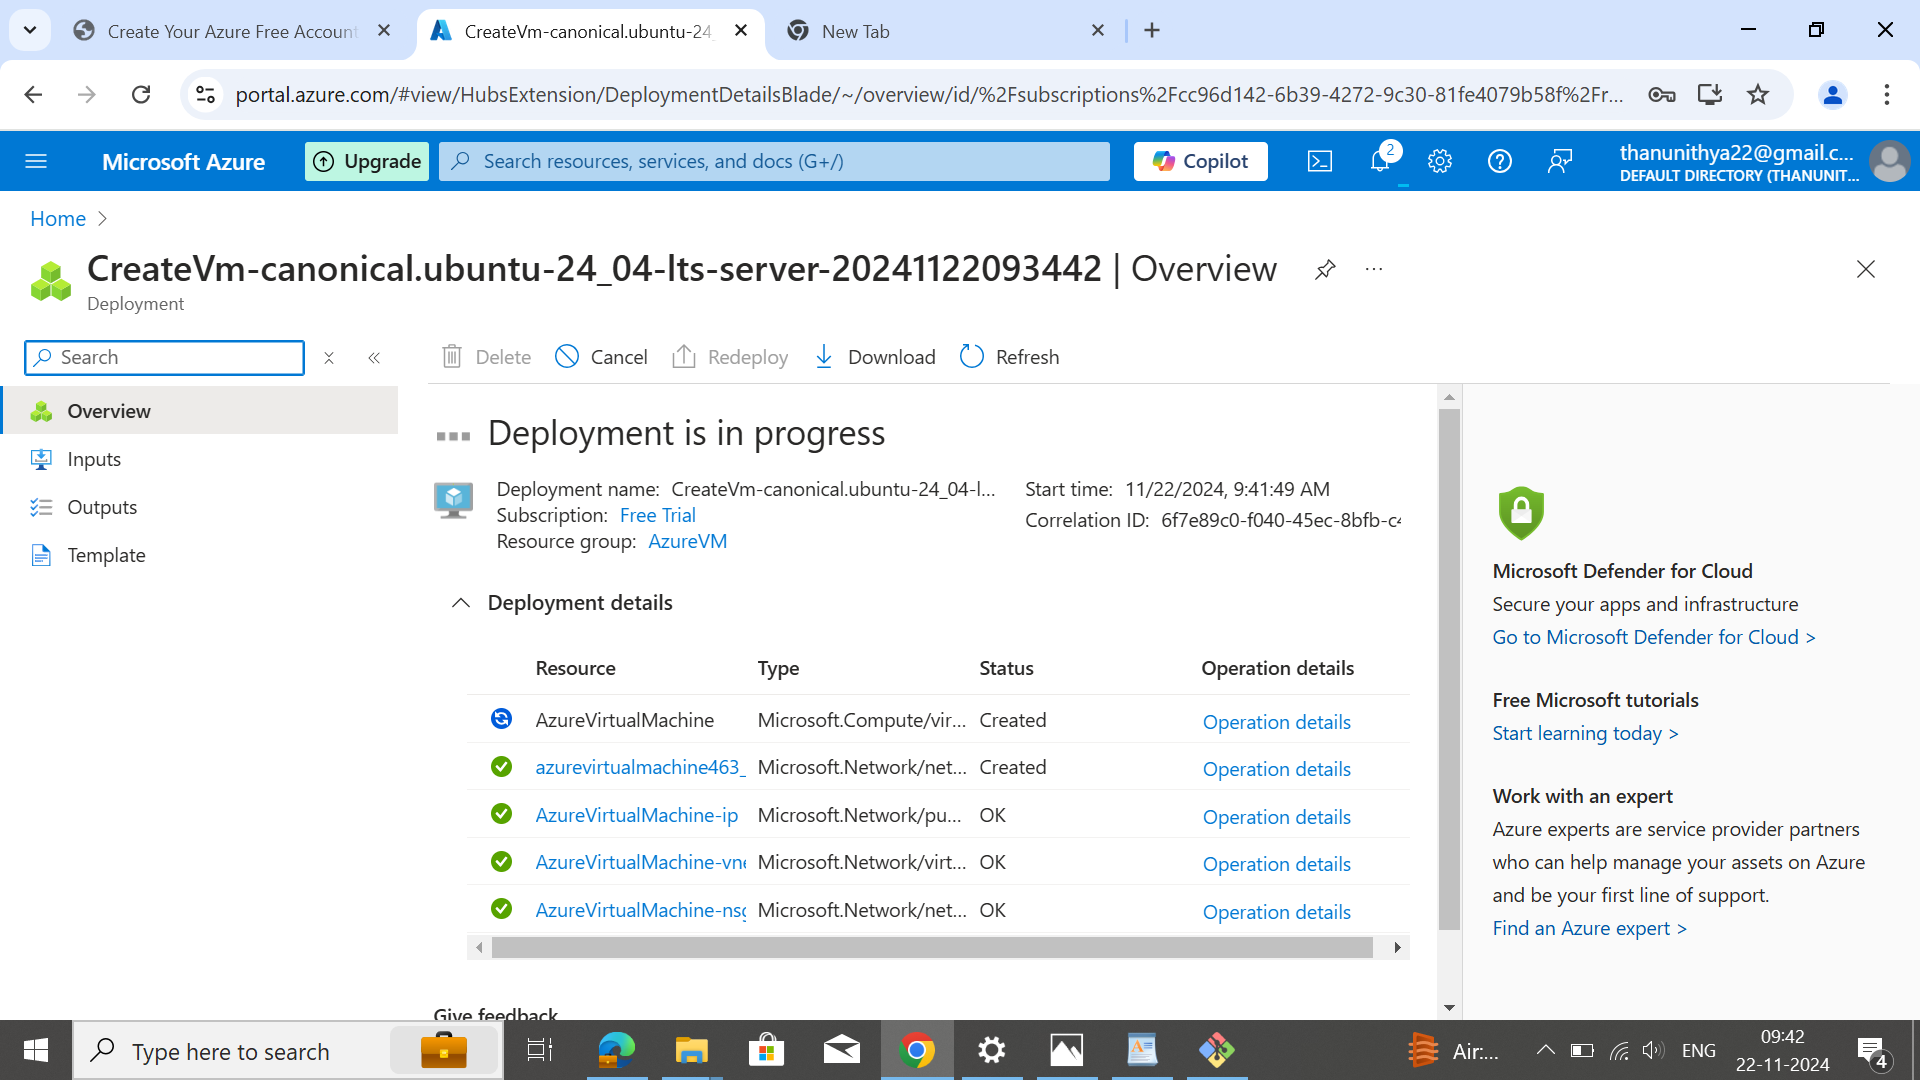 Create Your Azure Free Account
CreateVm-canonical.ubuntu-24_
New Tab
portal.azure.com/#view/HubsExtension/DeploymentDetailsBlade/~/overview/id/%2Fsubscriptions%2Fcc96d142-6b39-4272-9c30-81fe4079b58f%2Fr...
Microsoft Azure
Upgrade
Search resources, services, and docs (G+/)
Copilot
2
thanunithya22@gmail.c...
DEFAULT DIRECTORY (THANUNIT...
Home
CreateVm-canonical.ubuntu-24_04-lts-server-20241122093442 | Overview
...
Deployment
Search
Delete
Cancel
Redeploy
Download
Refresh
Overview
Inputs
Outputs
Template
Deployment is in progress
Deployment name: CreateVm-canonical.ubuntu-24_04-l...
Subscription: Free Trial
Resource group: AzureVM
Start time: 11/22/2024, 9:41:49 AM
Correlation ID: 6f7e89c0-f040-45ec-8bfb-c4
Deployment details
Resource Type Status Operation details
AzureVirtualMachine Microsoft.Compute/vir... Created Operation details
azurevirtualmachine463_ Microsoft.Network/net... Created Operation details
AzureVirtualMachine-ip Microsoft.Network/pu... OK Operation details
AzureVirtualMachine-vne Microsoft.Network/virt... OK Operation details
AzureVirtualMachine-nsg Microsoft.Network/net... OK Operation details
Give feedback
Microsoft Defender for Cloud
Secure your apps and infrastructure
Go to Microsoft Defender for Cloud >
Free Microsoft tutorials
Start learning today >
Work with an expert
Azure experts are service provider partners
who can help manage your assets on Azure
and be your first line of support.
Find an Azure expert >
Type here to search
Air:...
ENG
09:42
22-11-2024
4